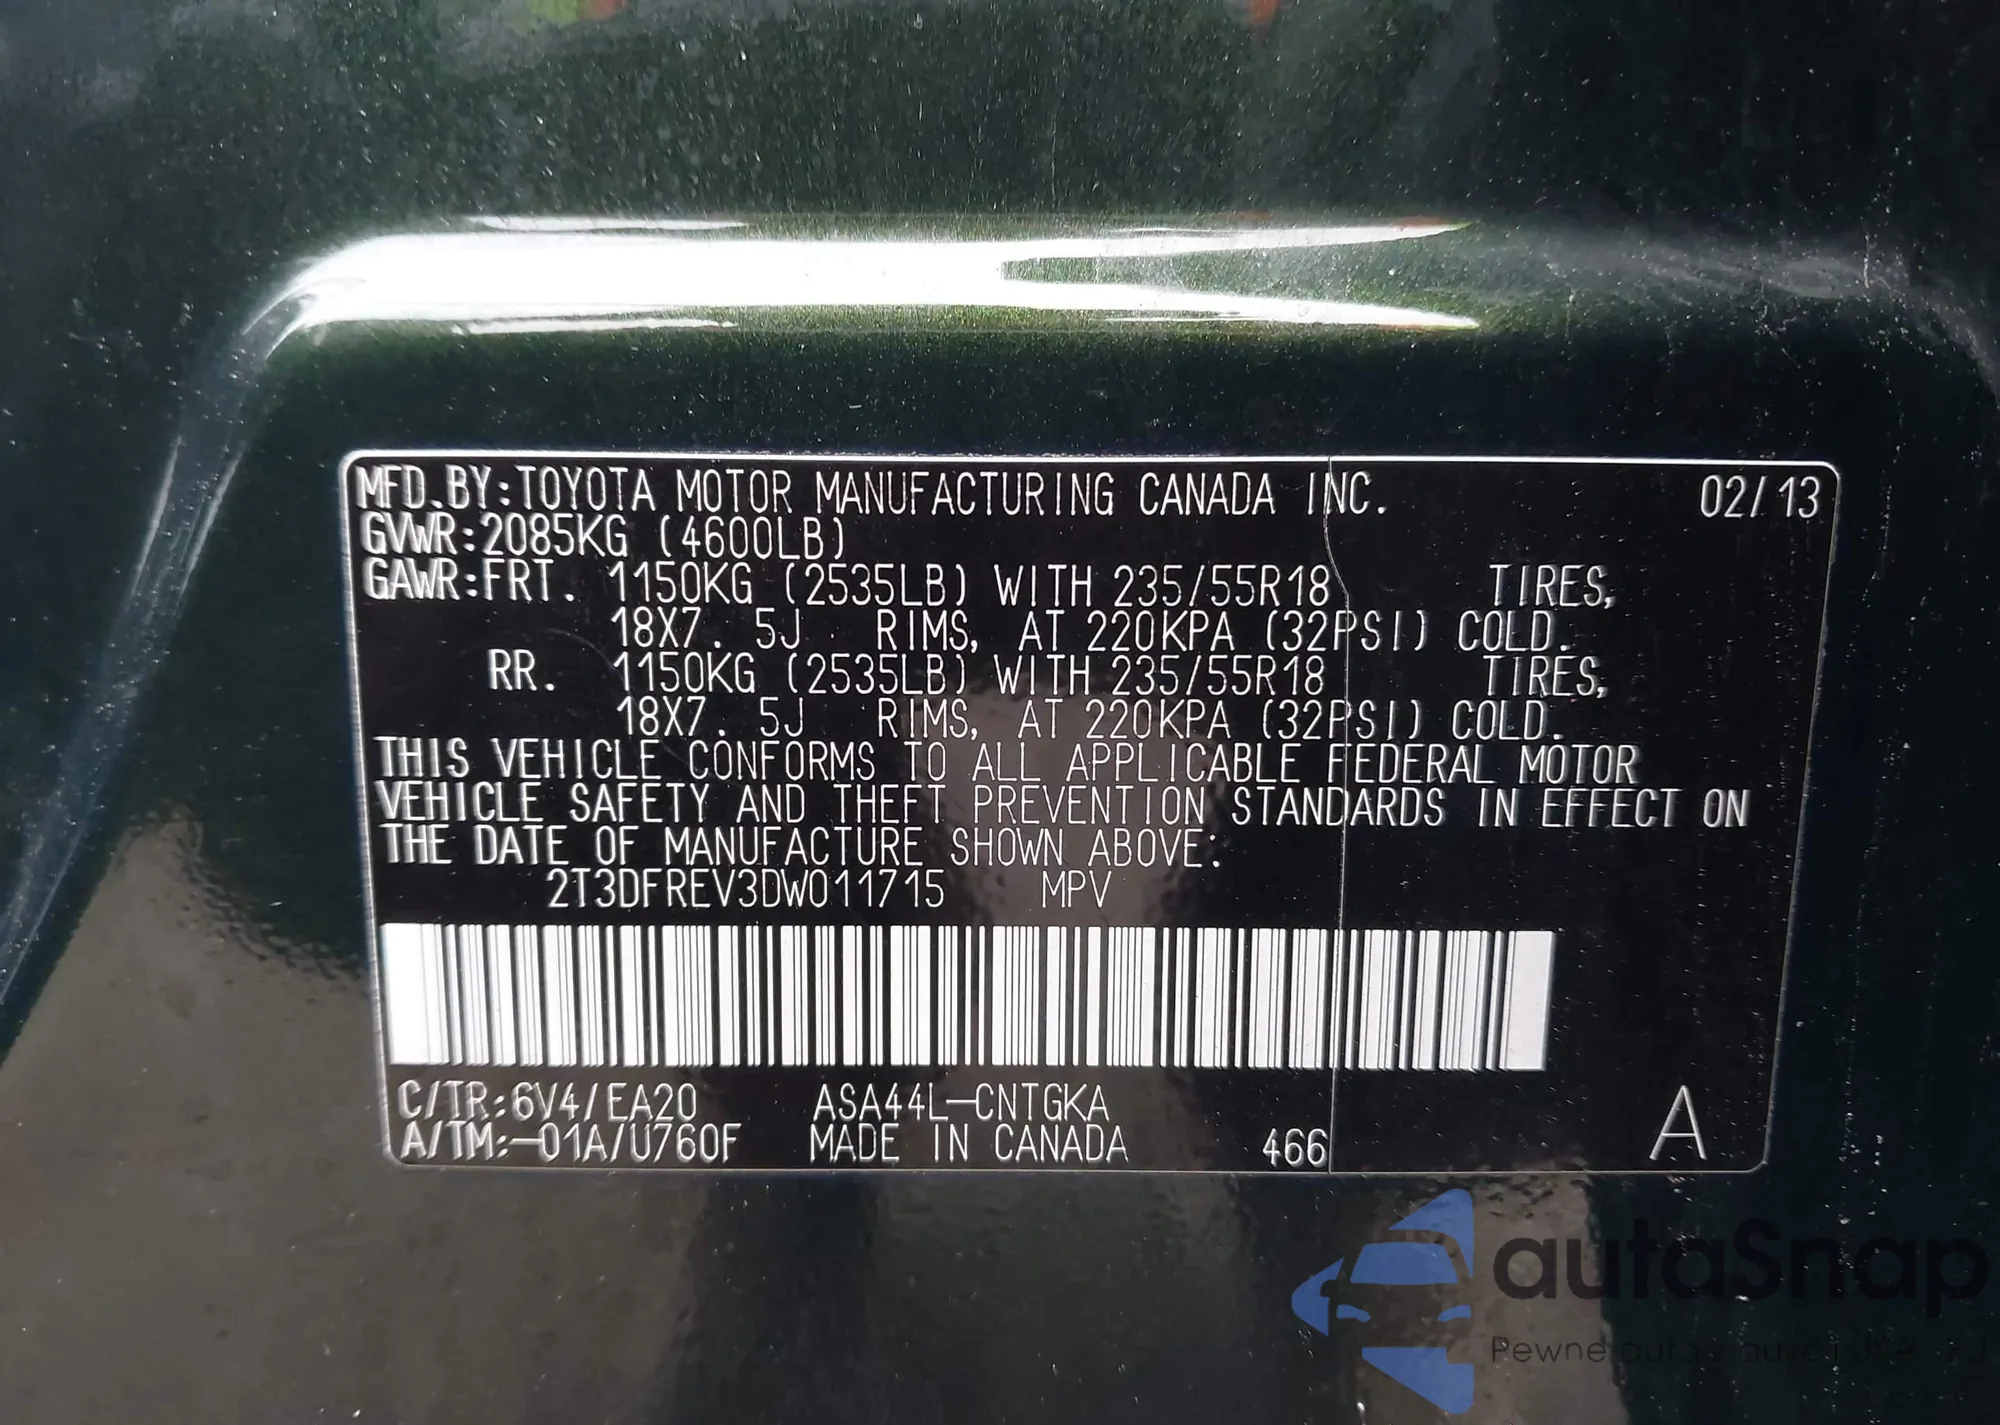 MFD.BY:TOYOTA MOTOR MANUFACTURING CANADA INC. 02/13
GVWR:2085KG (4600LB)
GAWR:FRT. 1150KG (2535LB) WITH 235/55R18 TIRES,
18X7.5J RIMS, AT 220KPA (32PSI) COLD.
RR. 1150KG (2535LB) WITH 235/55R18 TIRES,
18X7.5J RIMS, AT 220KPA (32PSI) COLD.
THIS VEHICLE CONFORMS TO ALL APPLICABLE FEDERAL MOTOR
VEHICLE SAFETY AND THEFT PREVENTION STANDARDS IN EFFECT ON
THE DATE OF MANUFACTURE SHOWN ABOVE:
2T3DFREV3DW011715 MPV
C/TR:6V4/EA20 ASA44L-CNTGKA
A/TM:-01A/U760F MADE IN CANADA 466 A
autaSnap
Pewne auta